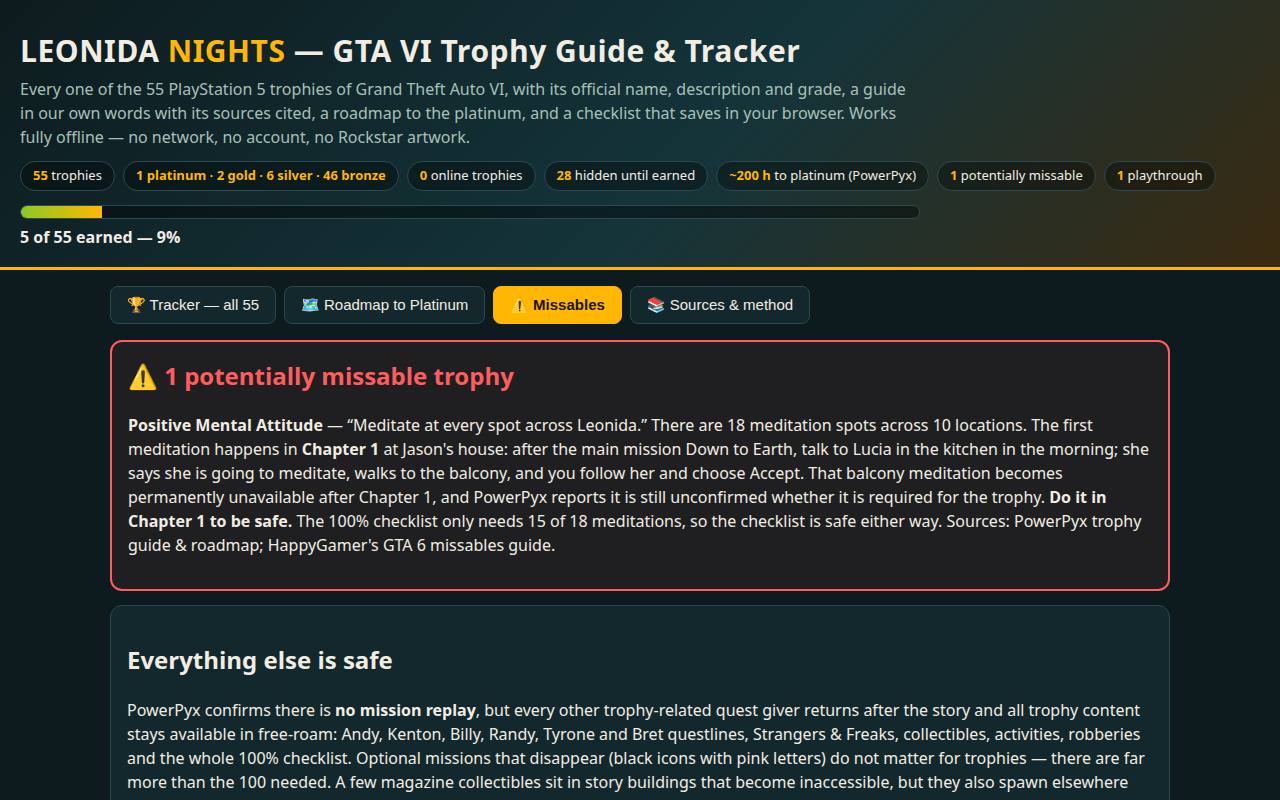 LEONIDA NIGHTS — GTA VI Trophy Guide & Tracker
Every one of the 55 PlayStation 5 trophies of Grand Theft Auto VI, with its official name, description and grade, a guide
in our own words with its sources cited, a roadmap to the platinum, and a checklist that saves in your browser. Works
fully offline — no network, no account, no Rockstar artwork.
55 trophies
1 platinum · 2 gold · 6 silver · 46 bronze
0 online trophies
28 hidden until earned
~200 h to platinum (PowerPyx)
1 potentially missable
1 playthrough
5 of 55 earned — 9%
🏆 Tracker — all 55
🗺️ Roadmap to Platinum
⚠️ Missables
📚 Sources & method
⚠️ 1 potentially missable trophy
Positive Mental Attitude — “Meditate at every spot across Leonida.” There are 18 meditation spots across 10 locations. The first
meditation happens in Chapter 1 at Jason's house: after the main mission Down to Earth, talk to Lucia in the kitchen in the morning; she
says she is going to meditate, walks to the balcony, and you follow her and choose Accept. That balcony meditation becomes
permanently unavailable after Chapter 1, and PowerPyx reports it is still unconfirmed whether it is required for the trophy. Do it in
Chapter 1 to be safe. The 100% checklist only needs 15 of 18 meditations, so the checklist is safe either way. Sources: PowerPyx trophy
guide & roadmap; HappyGamer's GTA 6 missables guide.
Everything else is safe
PowerPyx confirms there is no mission replay, but every other trophy-related quest giver returns after the story and all trophy content
stays available in free-roam: Andy, Kenton, Billy, Randy, Tyrone and Bret questlines, Strangers & Freaks, collectibles, activities, robberies
and the whole 100% checklist. Optional missions that disappear (black icons with pink letters) do not matter for trophies — there are far
more than the 100 needed. A few magazine collectibles sit in story buildings that become inaccessible, but they also spawn elsewhere